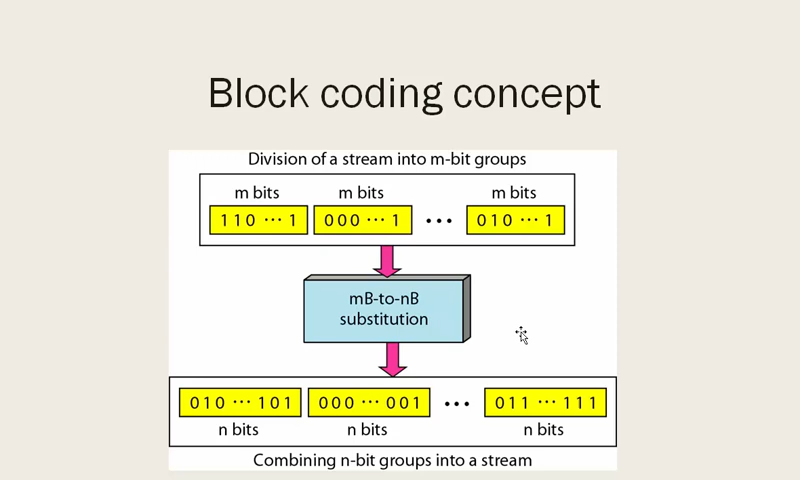 Block coding concept
Division of a stream into m-bit groups
m bits m bits m bits
1 1 0 ··· 1 0 0 0 ··· 1 ••• 0 1 0 ··· 1
mB-to-nB
substitution
0 1 0 ··· 1 0 1 0 0 0 ··· 0 0 1 ••• 0 1 1 ··· 1 1 1
n bits n bits n bits
Combining n-bit groups into a stream